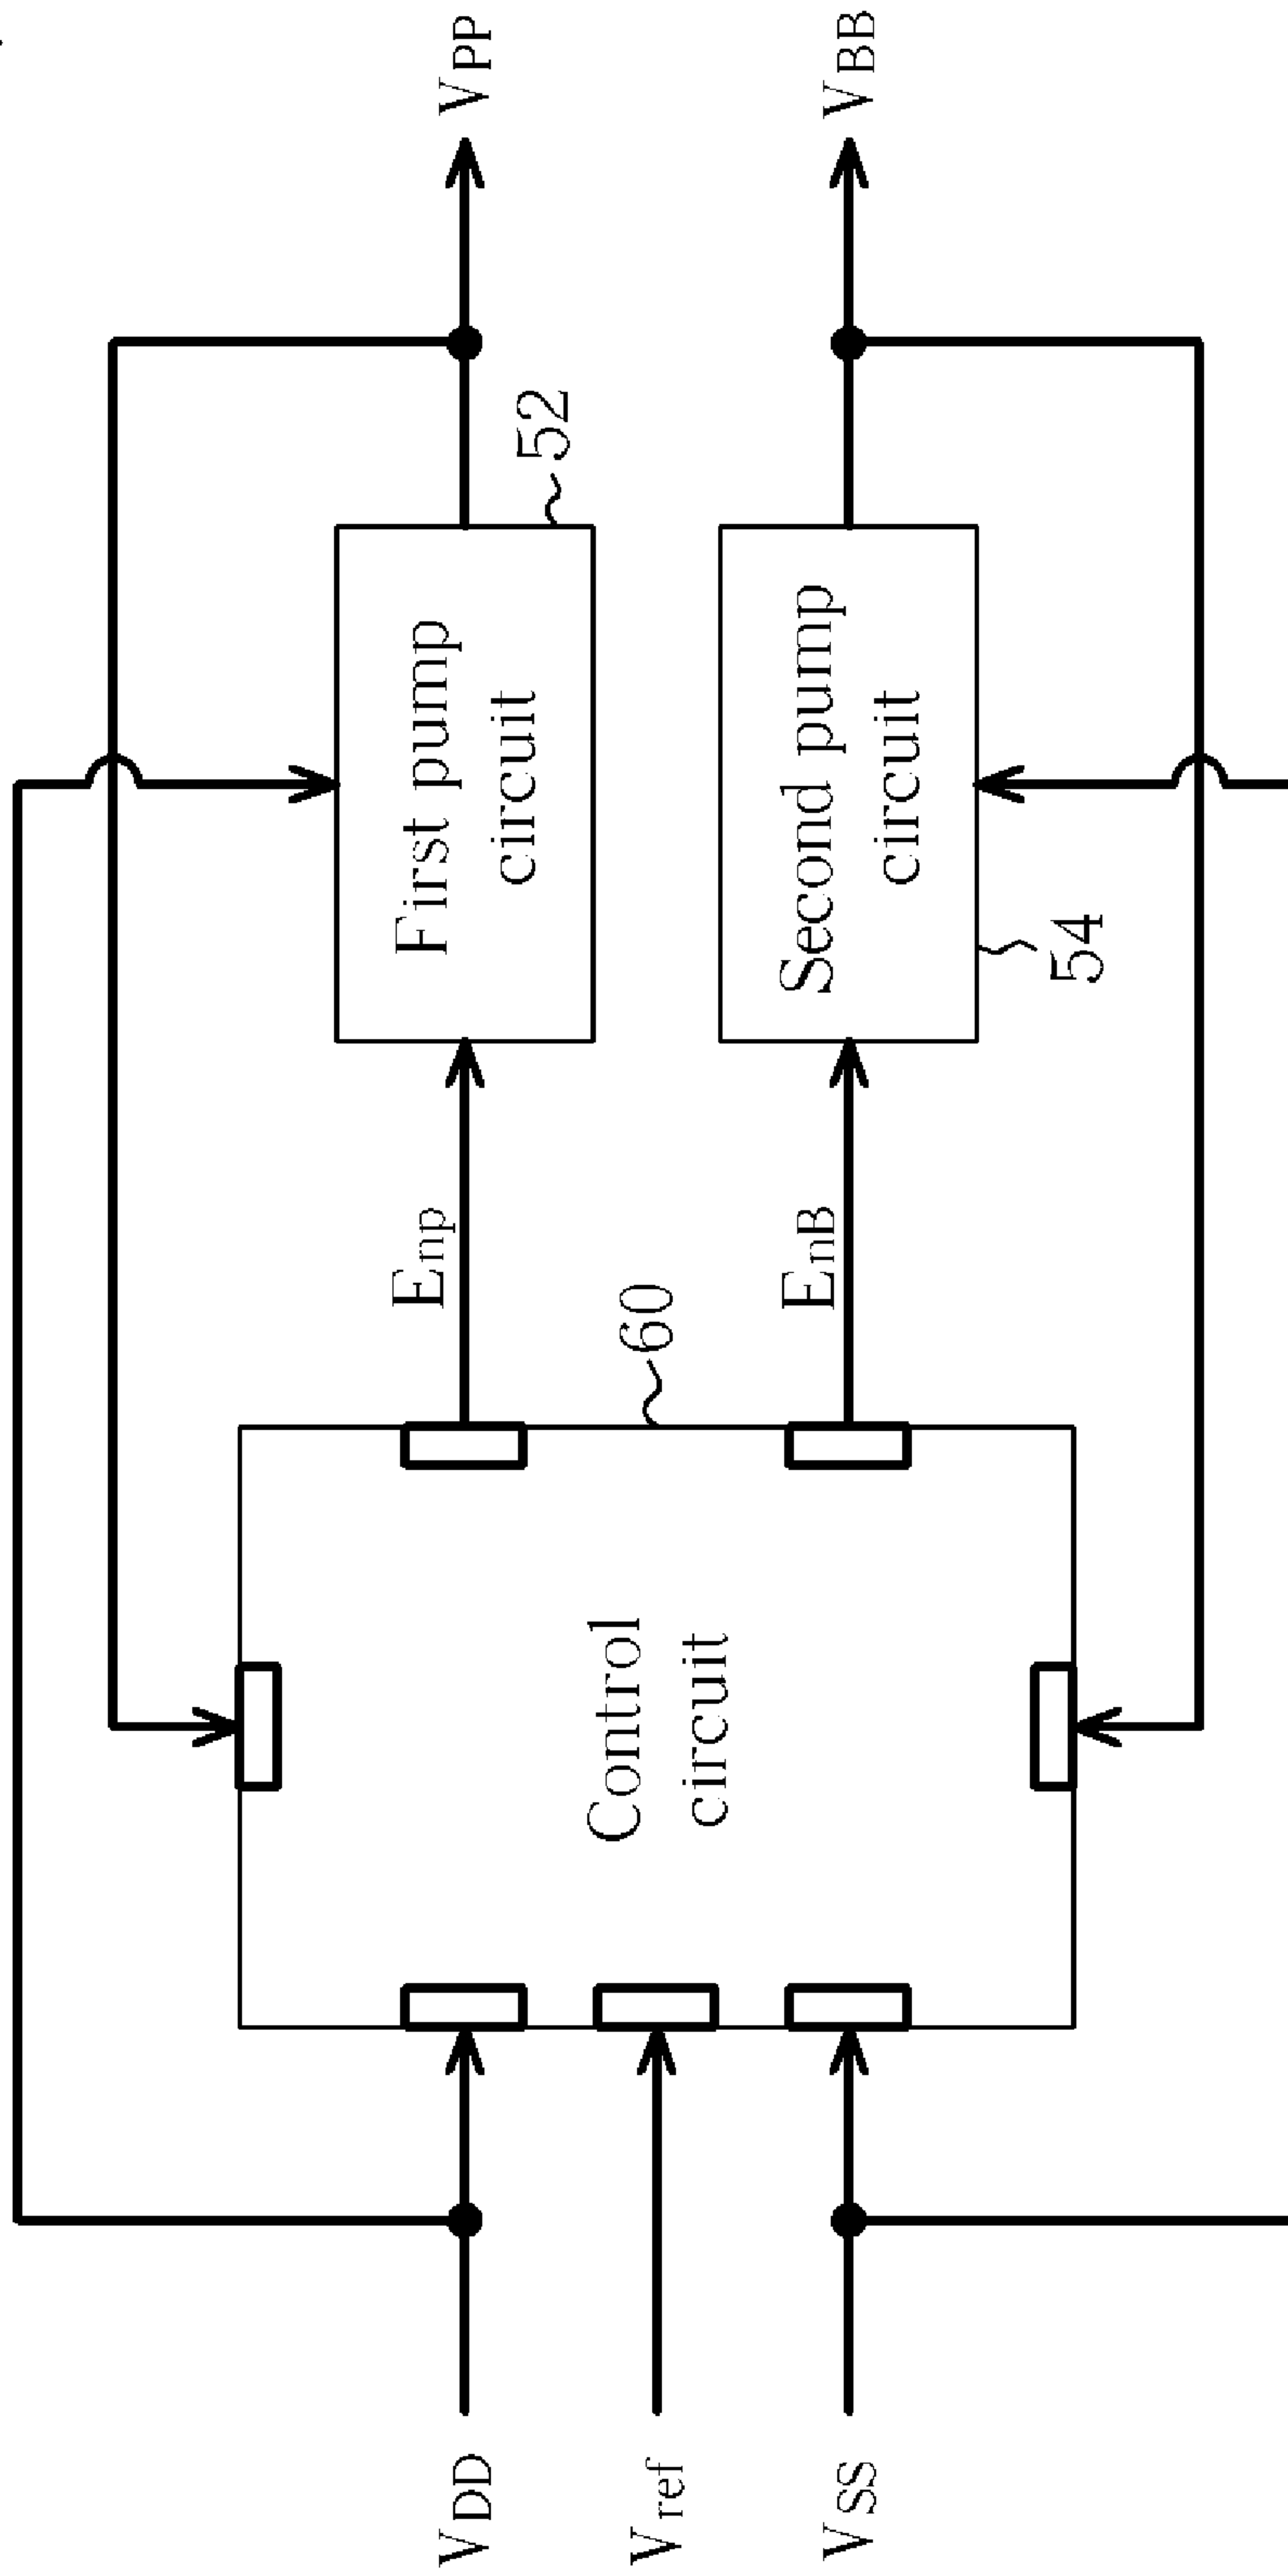 VDD
Vref
VSS
Control
circuit
60
Enp
EnB
First pump
circuit
52
Second pump
circuit
54
VPP
VBB